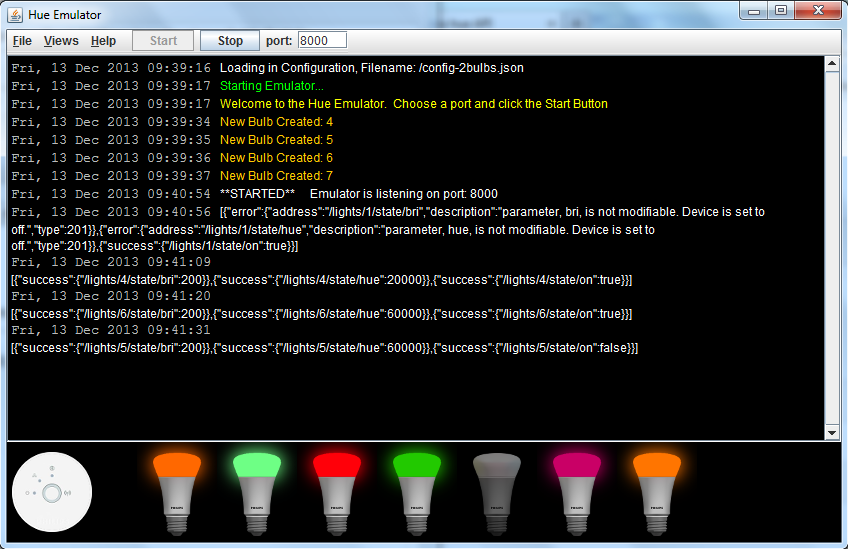 Hue Emulator
File Views Help Start Stop port: 8000
Fri, 13 Dec 2013 09:39:16 Loading in Configuration, Filename: /config-2bulbs.json
Fri, 13 Dec 2013 09:39:17 Starting Emulator...
Fri, 13 Dec 2013 09:39:17 Welcome to the Hue Emulator. Choose a port and click the Start Button
Fri, 13 Dec 2013 09:39:34 New Bulb Created: 4
Fri, 13 Dec 2013 09:39:35 New Bulb Created: 5
Fri, 13 Dec 2013 09:39:36 New Bulb Created: 6
Fri, 13 Dec 2013 09:39:37 New Bulb Created: 7
Fri, 13 Dec 2013 09:40:54 **STARTED** Emulator is listening on port: 8000
Fri, 13 Dec 2013 09:40:56 [{"error":{"address":"/lights/1/state/bri","description":"parameter, bri, is not modifiable. Device is set to
off.","type":201}},{"error":{"address":"/lights/1/state/hue","description":"parameter, hue, is not modifiable. Device is set to
off.","type":201}},{"success":{"/lights/1/state/on":true}}]
Fri, 13 Dec 2013 09:41:09
[{"success":{"/lights/4/state/bri":200}},{"success":{"/lights/4/state/hue":20000}},{"success":{"/lights/4/state/on":true}}]
Fri, 13 Dec 2013 09:41:20
[{"success":{"/lights/6/state/bri":200}},{"success":{"/lights/6/state/hue":60000}},{"success":{"/lights/6/state/on":true}}]
Fri, 13 Dec 2013 09:41:31
[{"success":{"/lights/5/state/bri":200}},{"success":{"/lights/5/state/hue":60000}},{"success":{"/lights/5/state/on":false}}]